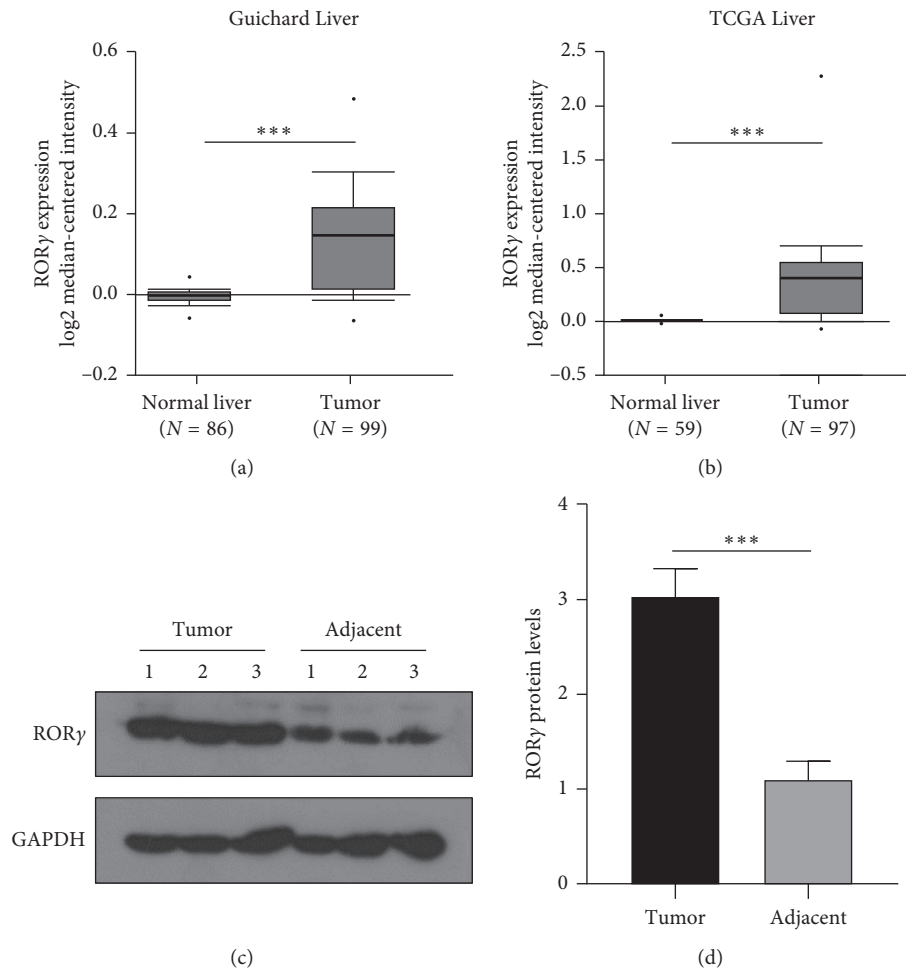 Guichard Liver
RORγ expression
log2 median-centered intensity
0.6
0.4
0.2
0.0
–0.2
***
Normal liver
(N = 86)
Tumor
(N = 99)
(a)
TCGA Liver
RORγ expression
log2 median-centered intensity
2.5
2.0
1.5
1.0
0.5
0.0
–0.5
***
Normal liver
(N = 59)
Tumor
(N = 97)
(b)
Tumor
Adjacent
1 2 3 1 2 3
RORγ
GAPDH
(c)
RORγ protein levels
4
3
2
1
0
***
Tumor
Adjacent
(d)